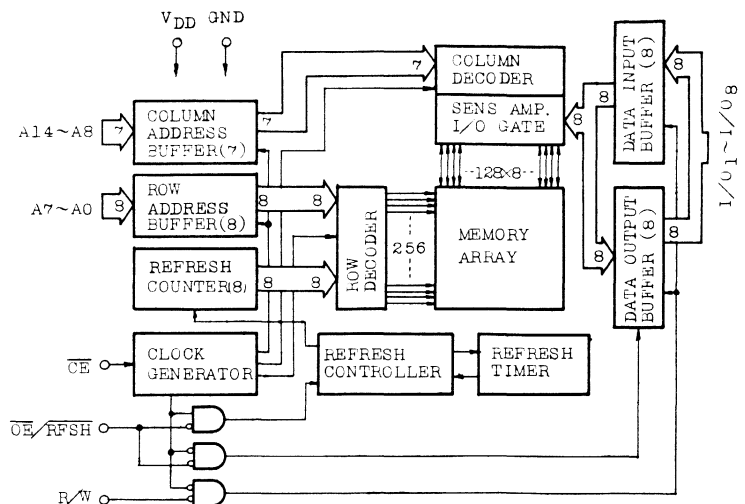 VDD GND
A14~A8
7
COLUMN
ADDRESS
BUFFER(7)
7
7
COLUMN
DECODER
SENS AMP.
I/O GATE
8
8
DATA INPUT
BUFFER (8)
8
I/O1~I/O8
A7~A0
8
ROW
ADDRESS
BUFFER(8)
8
8
ROW
DECODER
256
128×8
MEMORY
ARRAY
8
DATA OUTPUT
BUFFER (8)
8
REFRESH
COUNTER(8)
8
8
CE
CLOCK
GENERATOR
REFRESH
CONTROLLER
REFRESH
TIMER
OE/RFSH
R/W